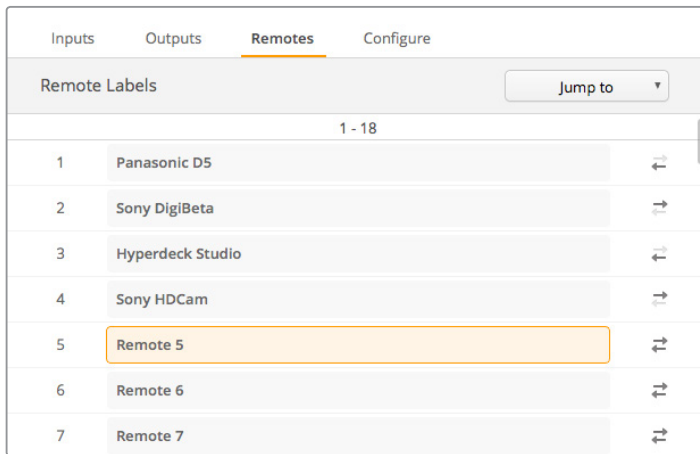 Inputs Outputs Remotes Configure
Remote Labels Jump to
1 - 18
1 Panasonic D5
2 Sony DigiBeta
3 Hyperdeck Studio
4 Sony HDCam
5 Remote 5
6 Remote 6
7 Remote 7